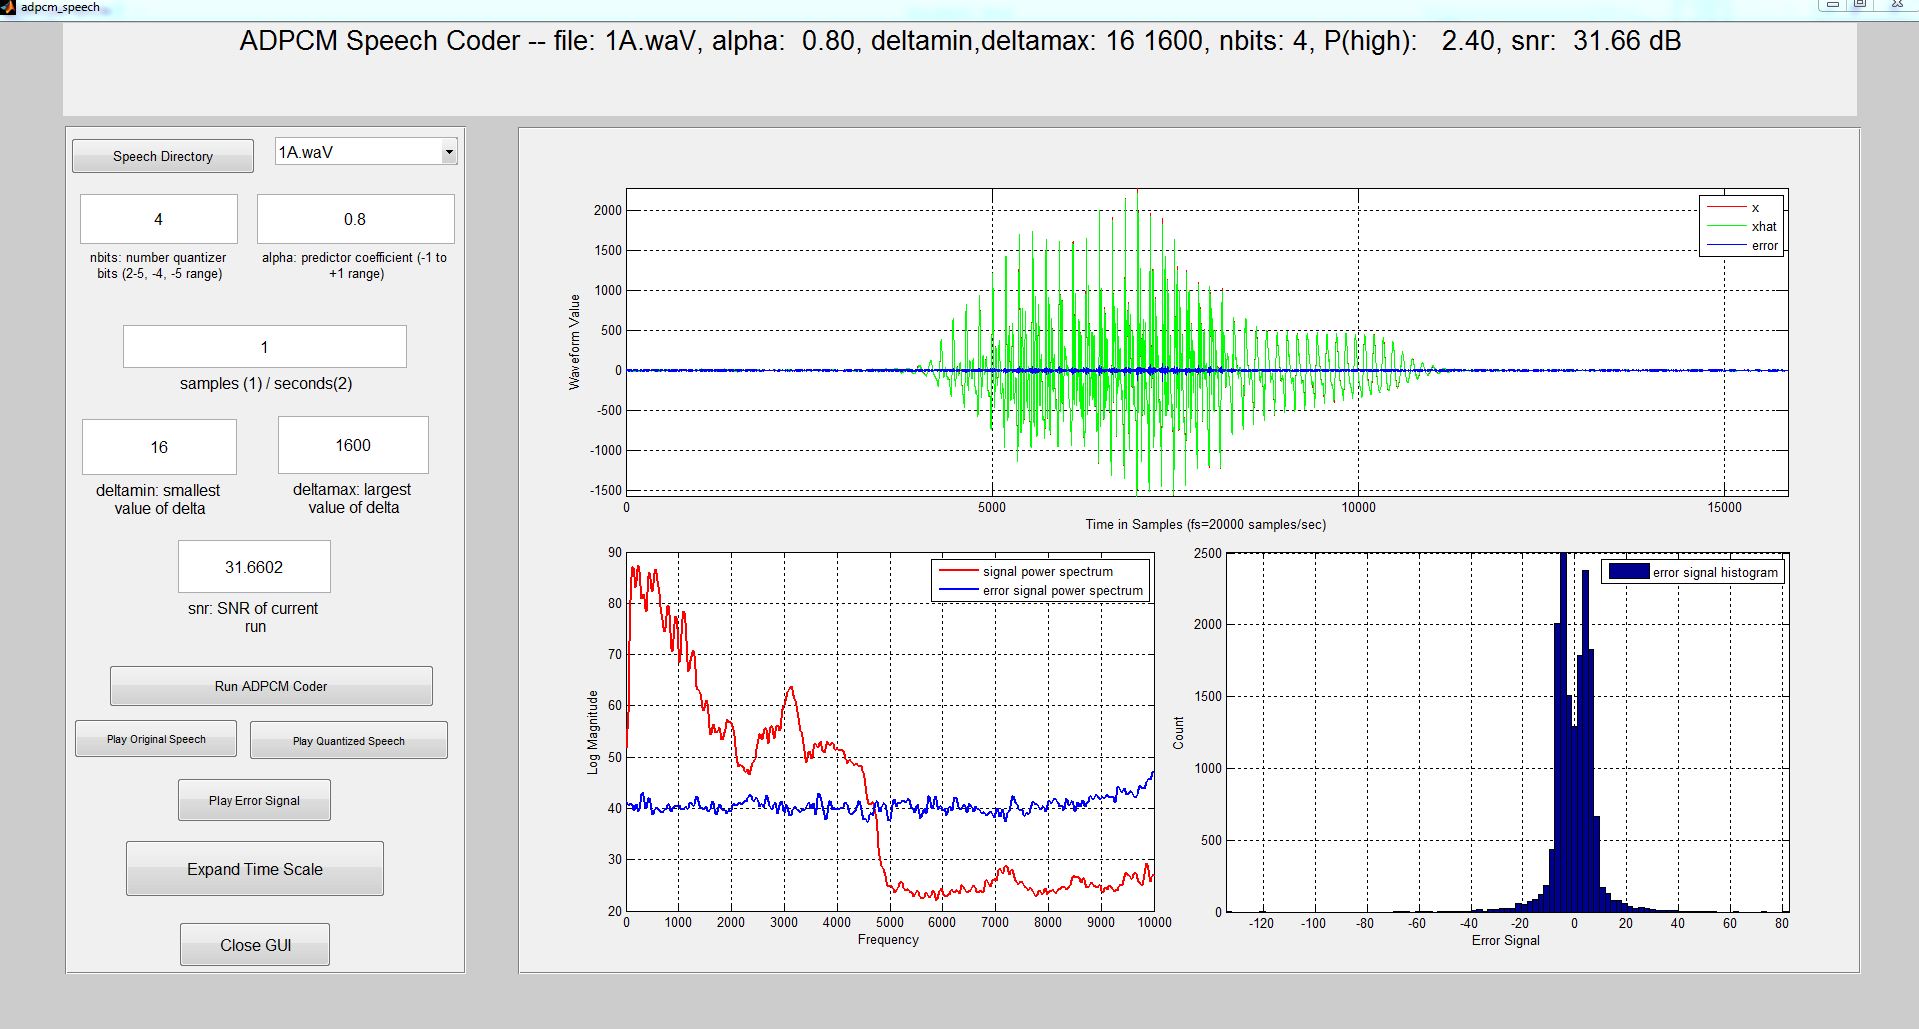 adpcm_speech
ADPCM Speech Coder -- file: 1A.waV, alpha:  0.80, deltamin,deltamax: 16 1600, nbits: 4, P(high):   2.40, snr:  31.66 dB
Speech Directory
1A.waV
4
0.8
nbits: number quantizer
bits (2-5, -4, -5 range)
alpha: predictor coefficient (-1 to
+1 range)
1
samples (1) / seconds(2)
16
1600
deltamin: smallest
value of delta
deltamax: largest
value of delta
31.6602
snr: SNR of current
run
Run ADPCM Coder
Play Original Speech
Play Quantized Speech
Play Error Signal
Expand Time Scale
Close GUI
Waveform Value
2000
1500
1000
500
0
-500
-1000
-1500
x
xhat
error
0 5000 10000 15000
Time in Samples (fs=20000 samples/sec)
Log Magnitude
90
80
70
60
50
40
30
20
signal power spectrum
error signal power spectrum
0 1000 2000 3000 4000 5000 6000 7000 8000 9000 10000
Frequency
Count
2500
2000
1500
1000
500
0
error signal histogram
-120 -100 -80 -60 -40 -20 0 20 40 60 80
Error Signal